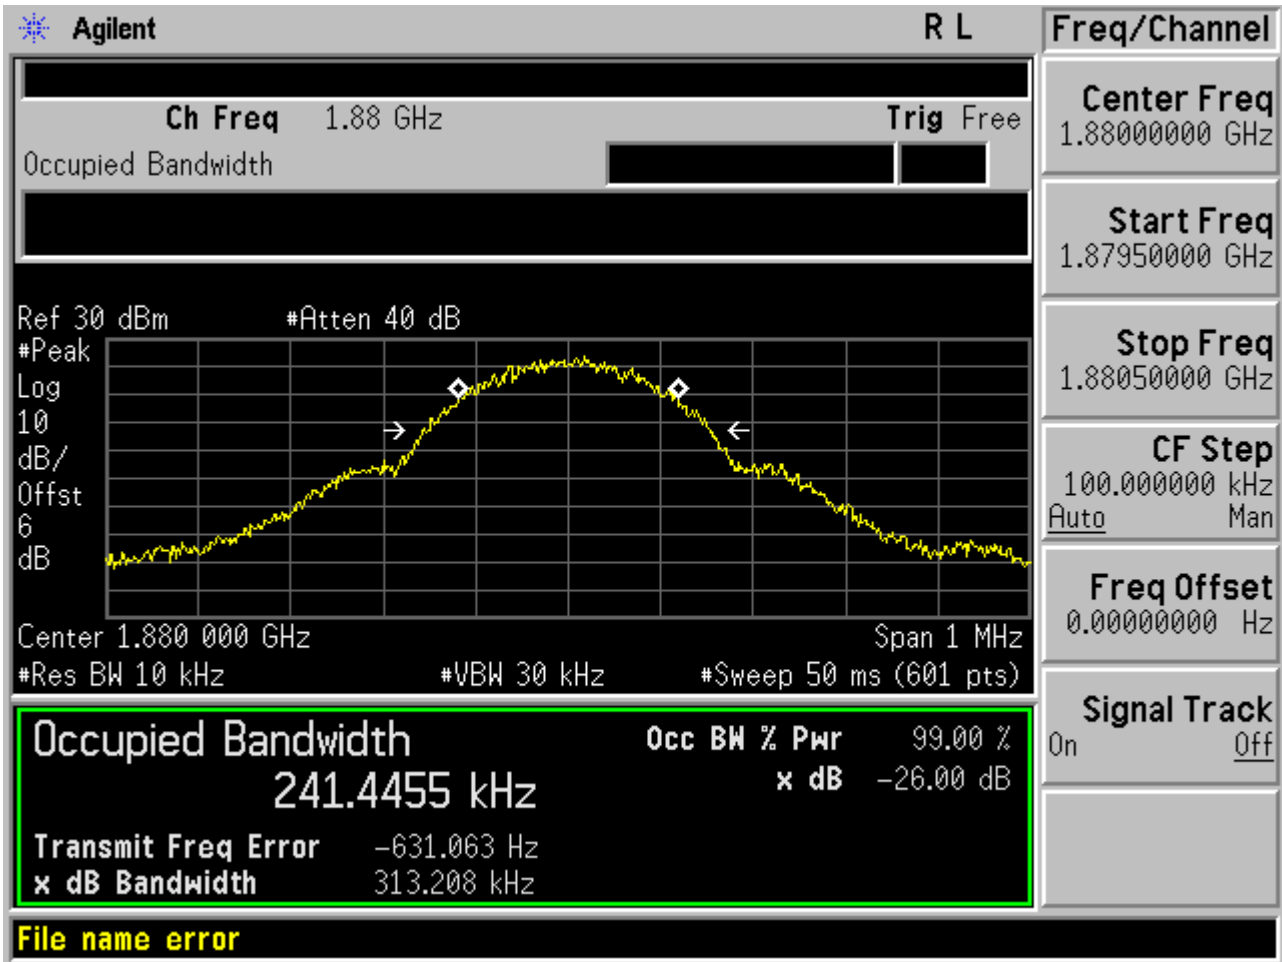 Agilent R L
Ch Freq 1.88 GHz Trig Free
Occupied Bandwidth
Ref 30 dBm #Atten 40 dB
#Peak
Log
10
dB/
Offst
6
dB
Center 1.880 000 GHz Span 1 MHz
#Res BW 10 kHz #VBW 30 kHz #Sweep 50 ms (601 pts)
Occupied Bandwidth
241.4455 kHz
Occ BW % Pwr 99.00 %
x dB -26.00 dB
Transmit Freq Error -631.063 Hz
x dB Bandwidth 313.208 kHz
File name error
Freq/Channel
Center Freq
1.88000000 GHz
Start Freq
1.87950000 GHz
Stop Freq
1.88050000 GHz
CF Step
100.000000 kHz
Auto Man
Freq Offset
0.00000000 Hz
Signal Track
On Off